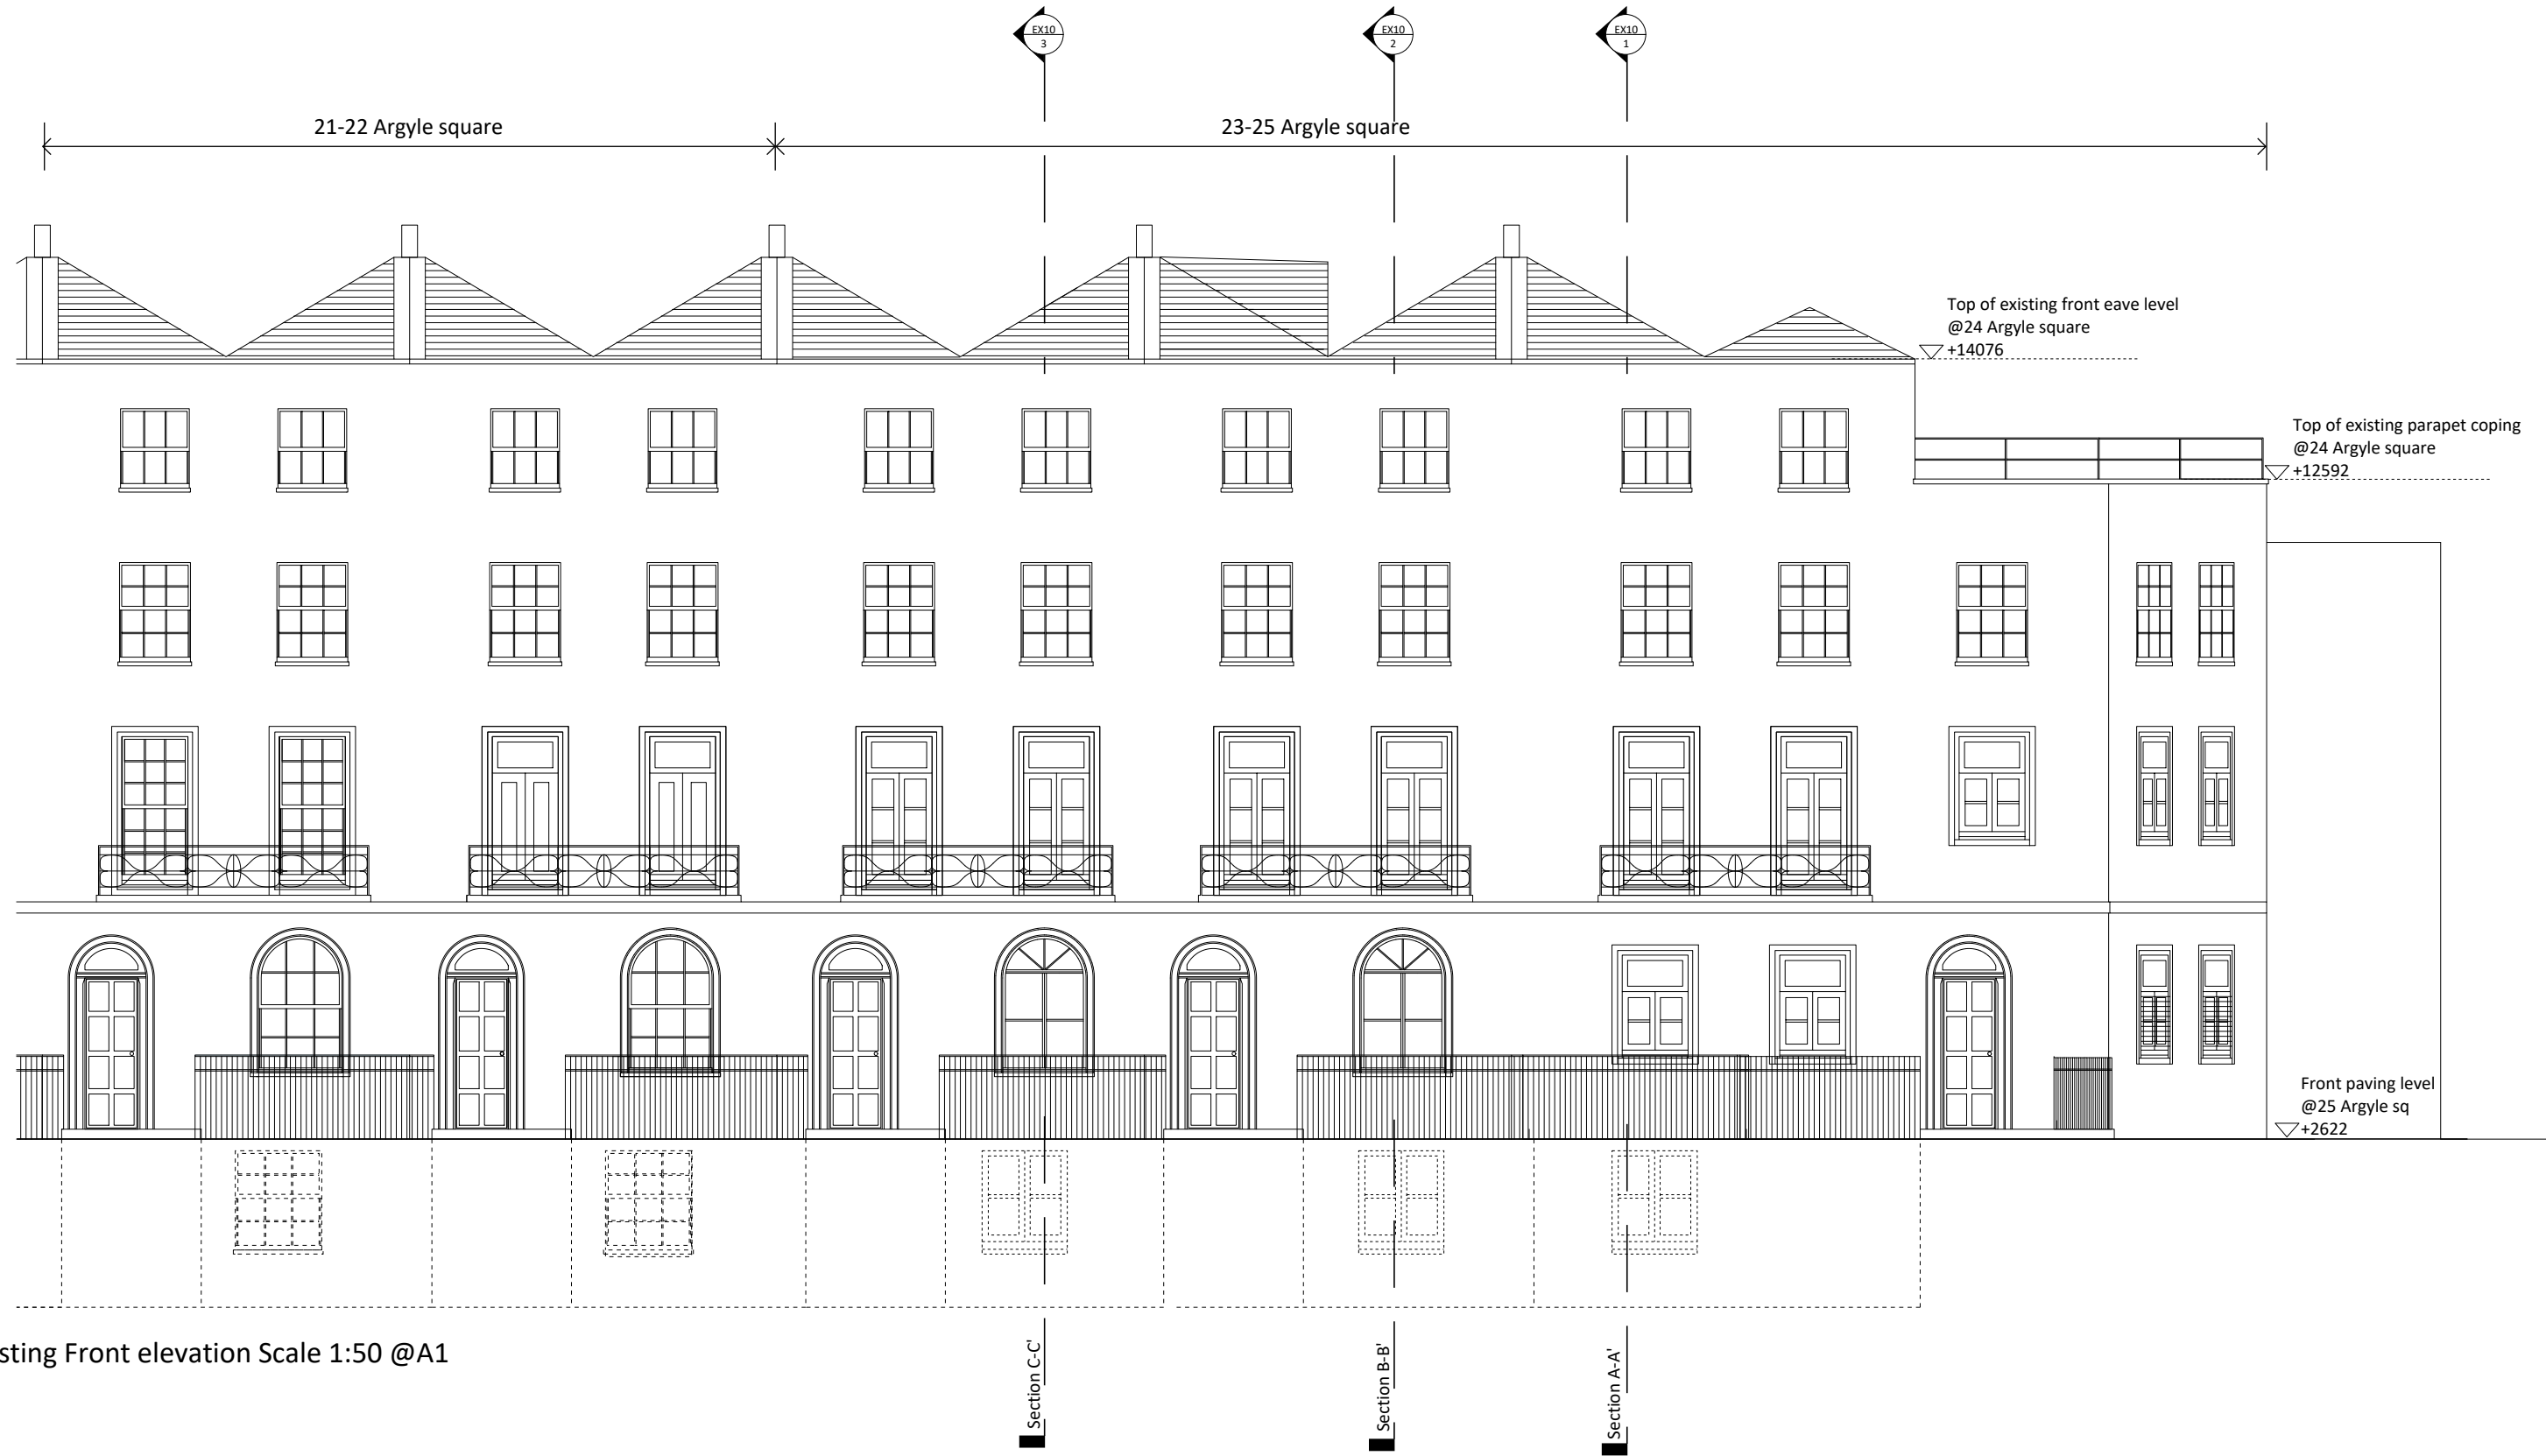 EX10
3
EX10
2
EX10
1
21-22 Argyle square
23-25 Argyle square
Top of existing front eave level
@24 Argyle square
+14076
Top of existing parapet coping
@24 Argyle square
+12592
Front paving level
@25 Argyle sq
+2622
sting Front elevation Scale 1:50 @A1
Section C-C'
Section B-B'
Section A-A'